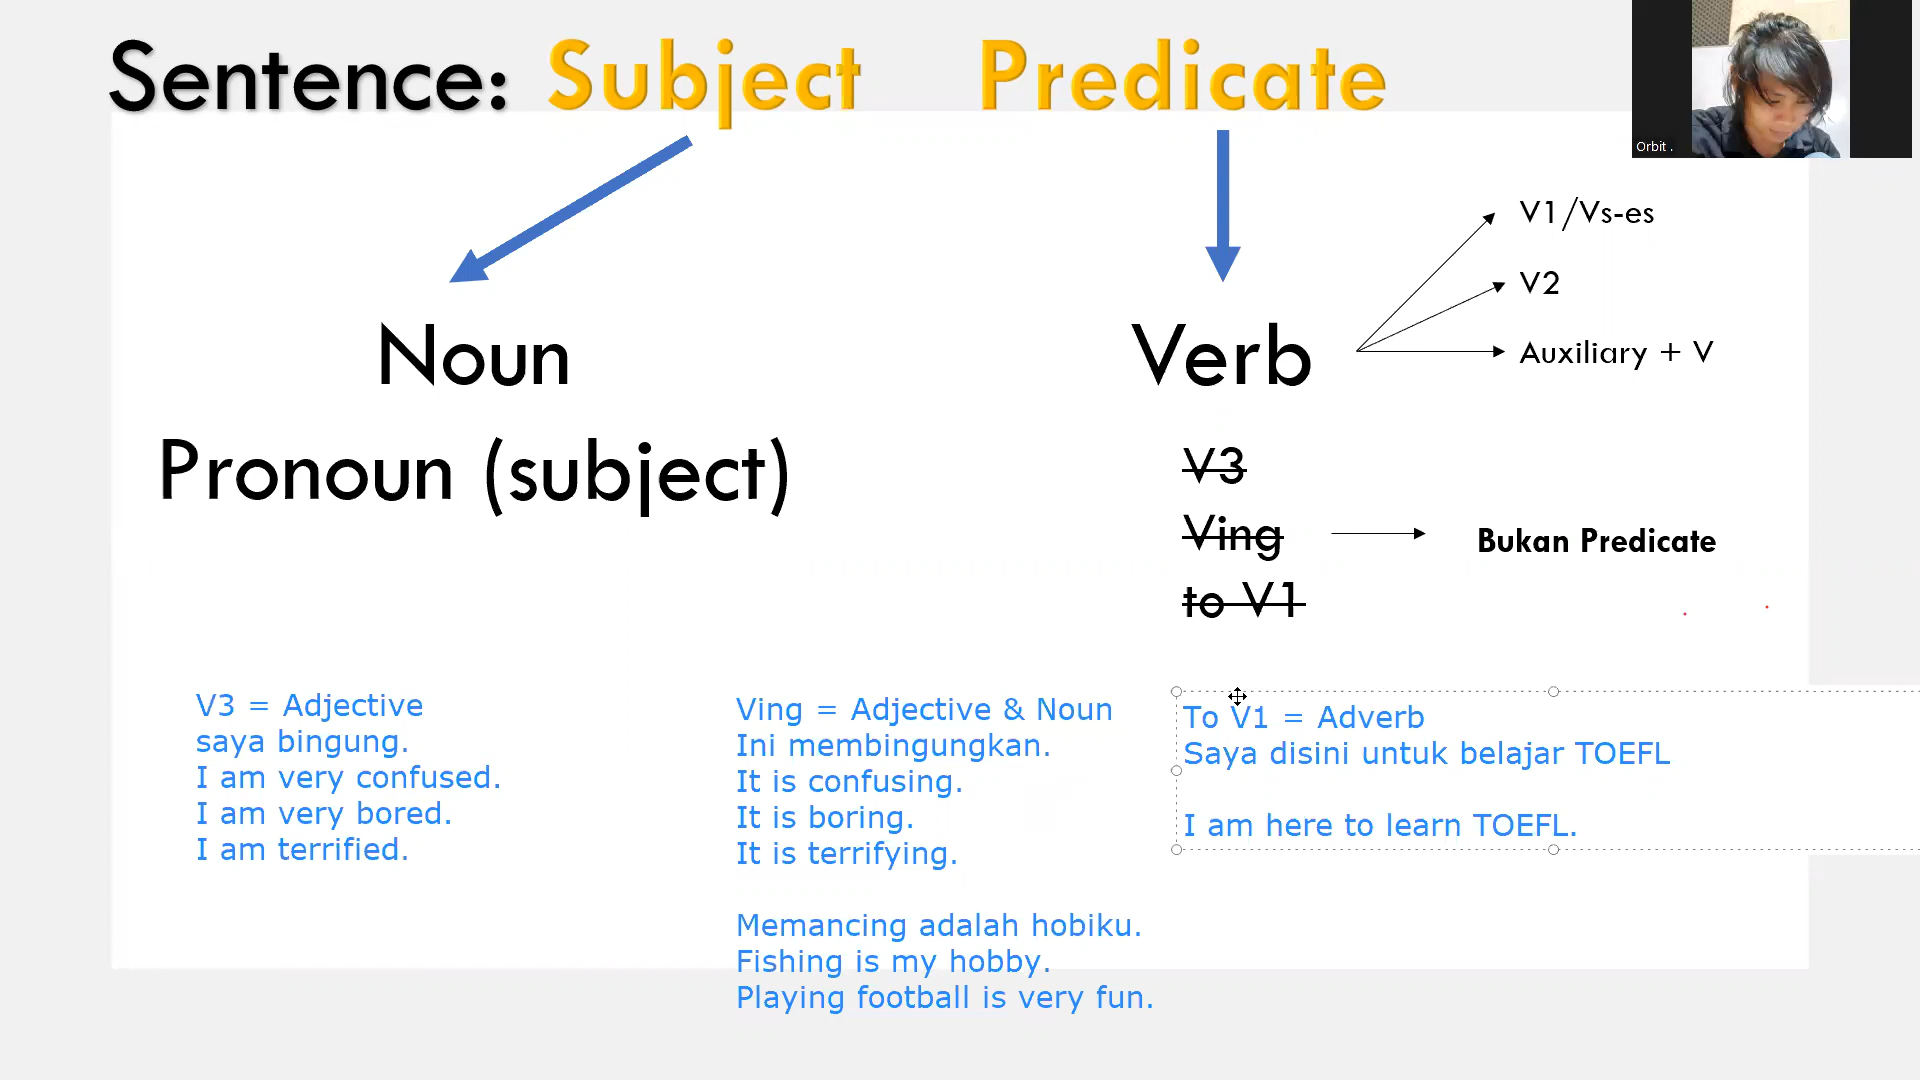 Sentence: Subject Predicate
Orbit .
V1/Vs-es
V2
Auxiliary + V
Noun
Verb
Pronoun (subject)
V3
Ving
Bukan Predicate
to V1
V3 = Adjective
saya bingung.
I am very confused.
I am very bored.
I am terrified.
Ving = Adjective & Noun
Ini membingungkan.
It is confusing.
It is boring.
It is terrifying.
Memancing adalah hobiku.
Fishing is my hobby.
Playing football is very fun.
To V1 = Adverb
Saya disini untuk belajar TOEFL
I am here to learn TOEFL.